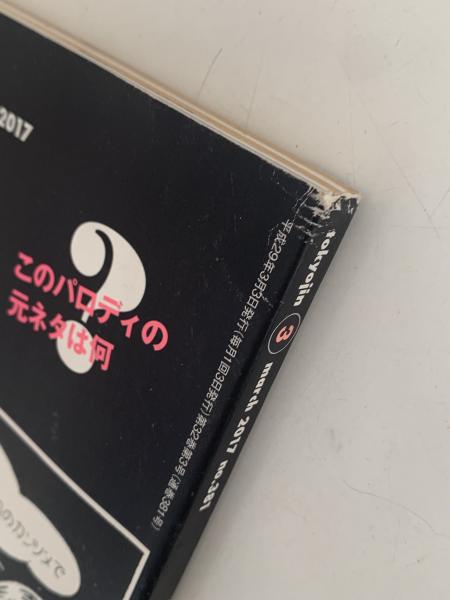 2017
?
このパロディの
元ネタは何
平成29年3月3日発行(毎月1回3日発行)第32巻第3号(通巻381号)
tokyojin ③ march 2017 no.381
のカンヅメで